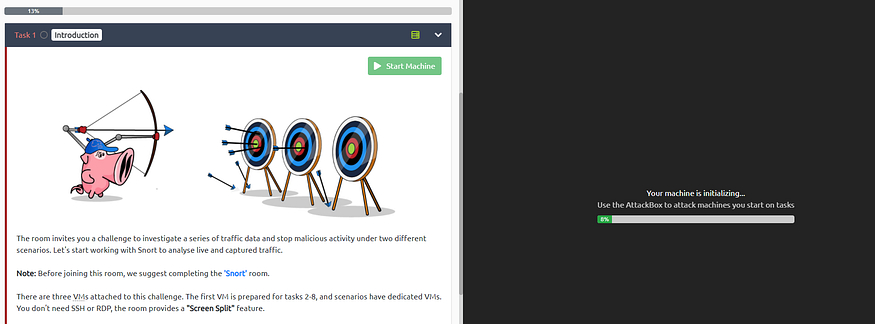 13%
Task 1 Introduction
Start Machine
The room invites you a challenge to investigate a series of traffic data and stop malicious activity under two different
scenarios. Let's start working with Snort to analyse live and captured traffic.
Note: Before joining this room, we suggest completing the 'Snort' room.
There are three VMs attached to this challenge. The first VM is prepared for tasks 2-8, and scenarios have dedicated VMs.
You don't need SSH or RDP, the room provides a "Screen Split" feature.
Your machine is initializing...
Use the AttackBox to attack machines you start on tasks
8%